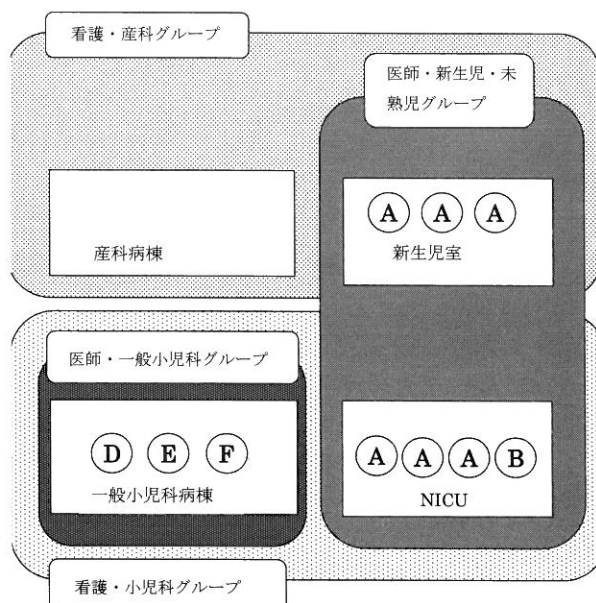 看護・産科グループ
医師・新生児・未
熟児グループ
A A A
産科病棟
新生児室
医師・一般小児科グループ
D E F
一般小児科病棟
A A A B
NICU
看護・小児科グループ